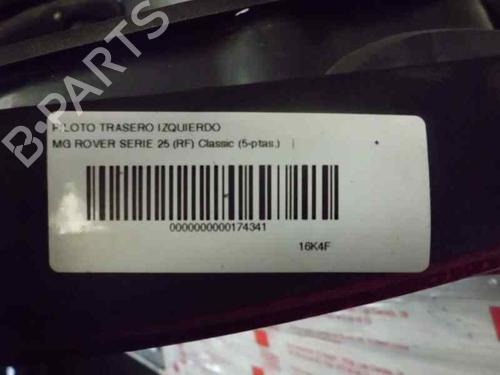 PILOTO TRASERO IZQUIERDO
MG ROVER SERIE 25 (RF) Classic (5-ptas.)
0000000000174341
16K4F
B-PARTS